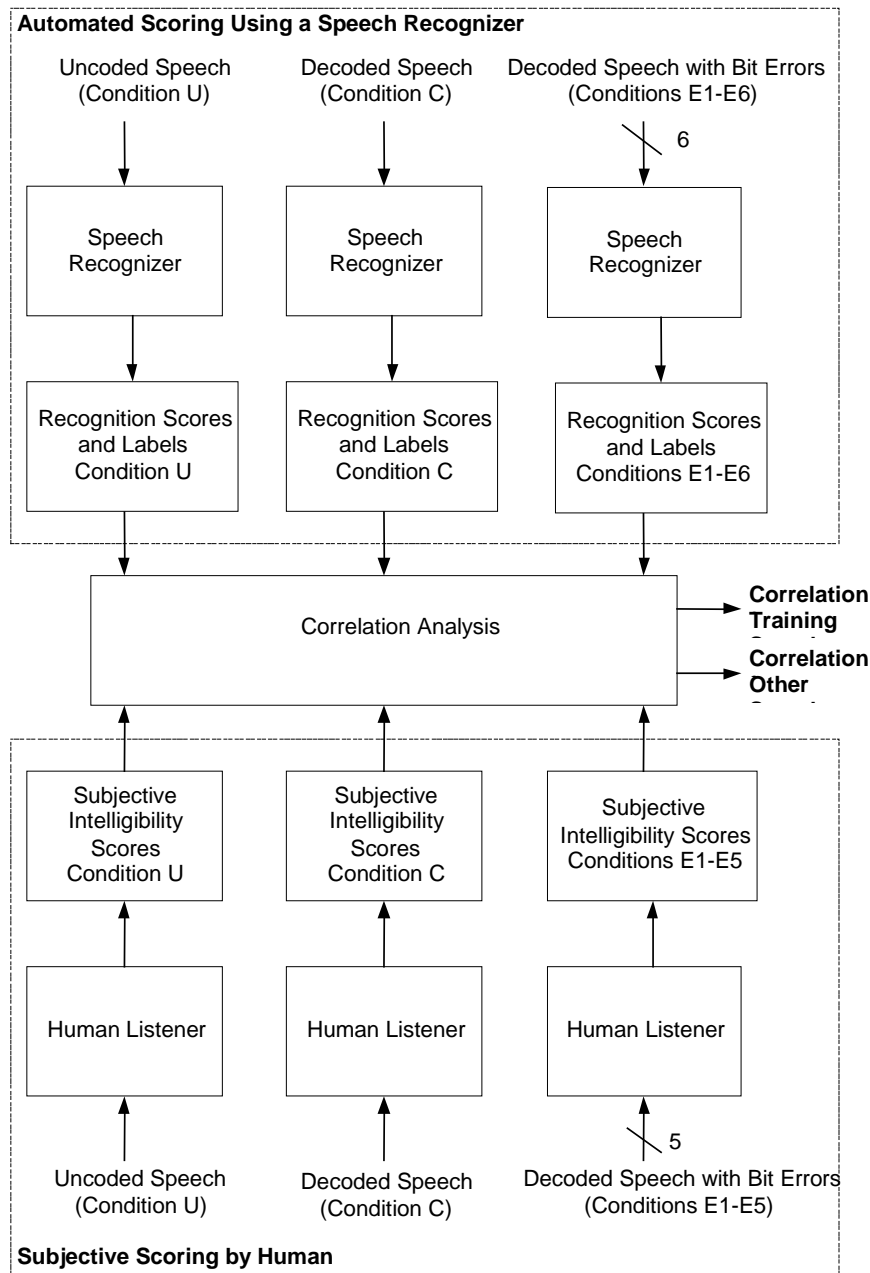 Automated Scoring Using a Speech Recognizer
Uncoded Speech
(Condition U)
Decoded Speech
(Condition C)
Decoded Speech with Bit Errors
(Conditions E1-E6)
6
Speech
Recognizer
Speech
Recognizer
Speech
Recognizer
Recognition Scores
and Labels
Condition U
Recognition Scores
and Labels
Condition C
Recognition Scores
and Labels
Conditions E1-E6
Correlation Analysis
Correlation
Training
Correlation
Other
Subjective
Intelligibility
Scores
Condition U
Subjective
Intelligibility
Scores
Condition C
Subjective
Intelligibility Scores
Conditions E1-E5
Human Listener
Human Listener
Human Listener
5
Uncoded Speech
(Condition U)
Decoded Speech
(Condition C)
Decoded Speech with Bit Errors
(Conditions E1-E5)
Subjective Scoring by Human